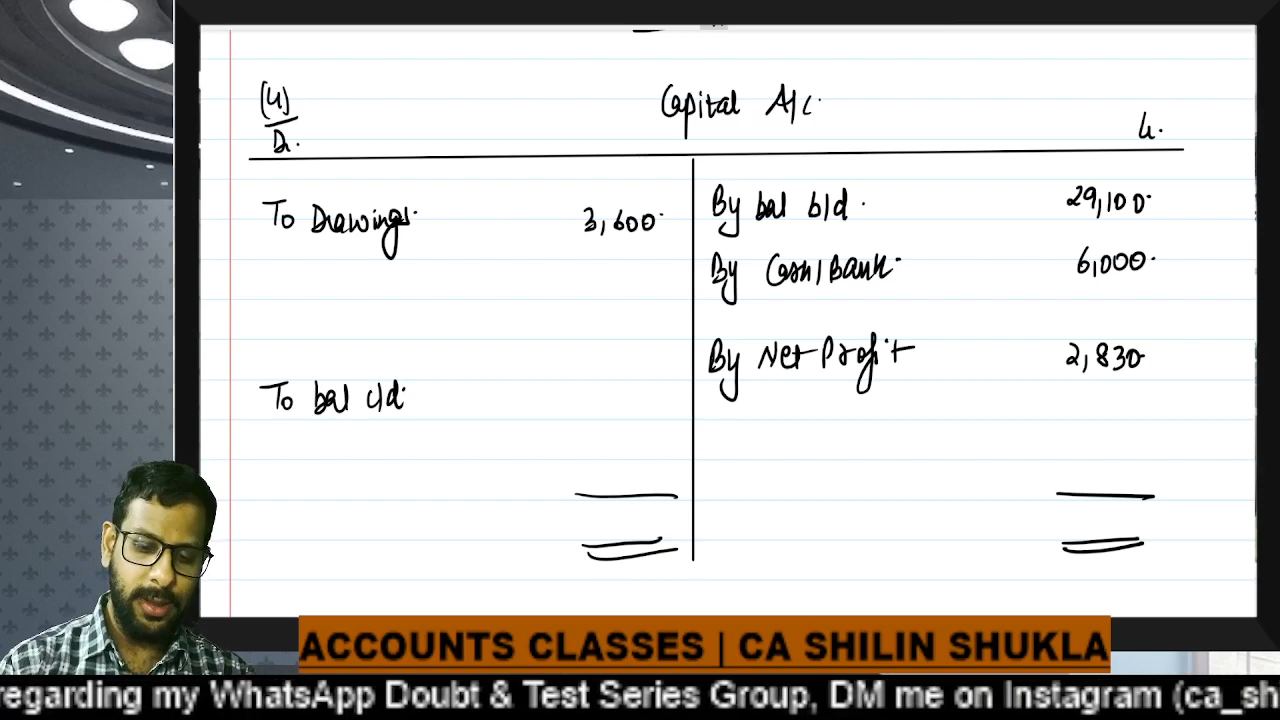 (4)
Dr.
Capital A/c.
Cr.
To Drawings 3,600
By bal b/d. 29,100
By Cash/Bank 6,000
By Net Profit 2,830
To bal c/d
ACCOUNTS CLASSES | CA SHILIN SHUKLA
regarding my WhatsApp Doubt & Test Series Group, DM me on Instagram (ca_sh